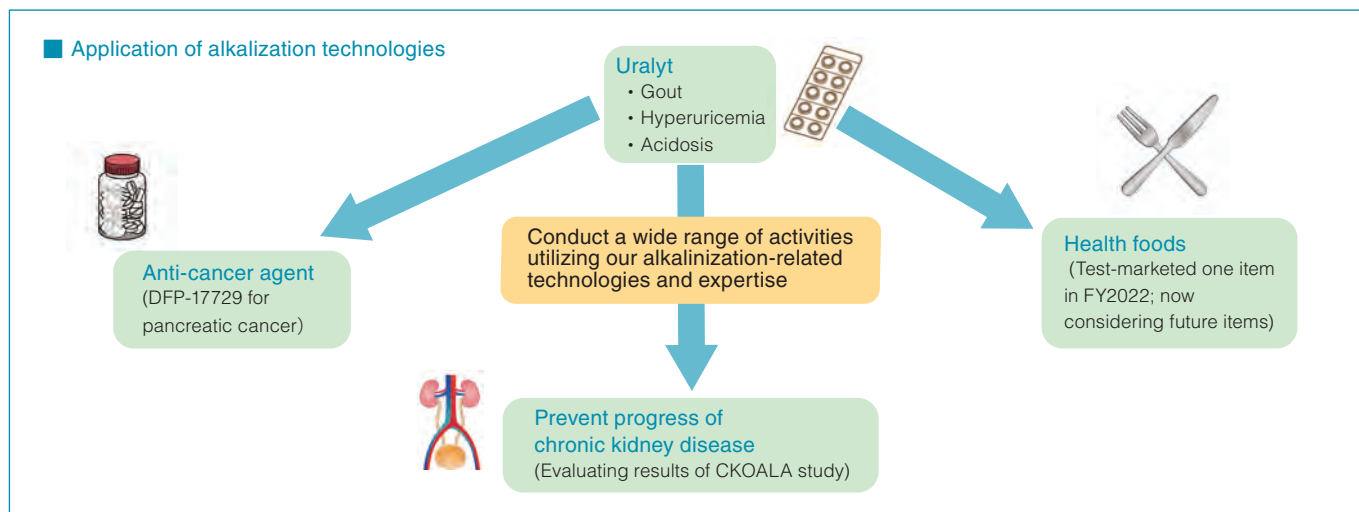 ■ Application of alkalization technologies
Uralyt
・Gout
・Hyperuricemia
・Acidosis
Anti-cancer agent
(DFP-17729 for
pancreatic cancer)
Conduct a wide range of activities
utilizing our alkalinization-related
technologies and expertise
Health foods
(Test-marketed one item
in FY2022; now
considering future items)
Prevent progress of
chronic kidney disease
(Evaluating results of CKOALA study)